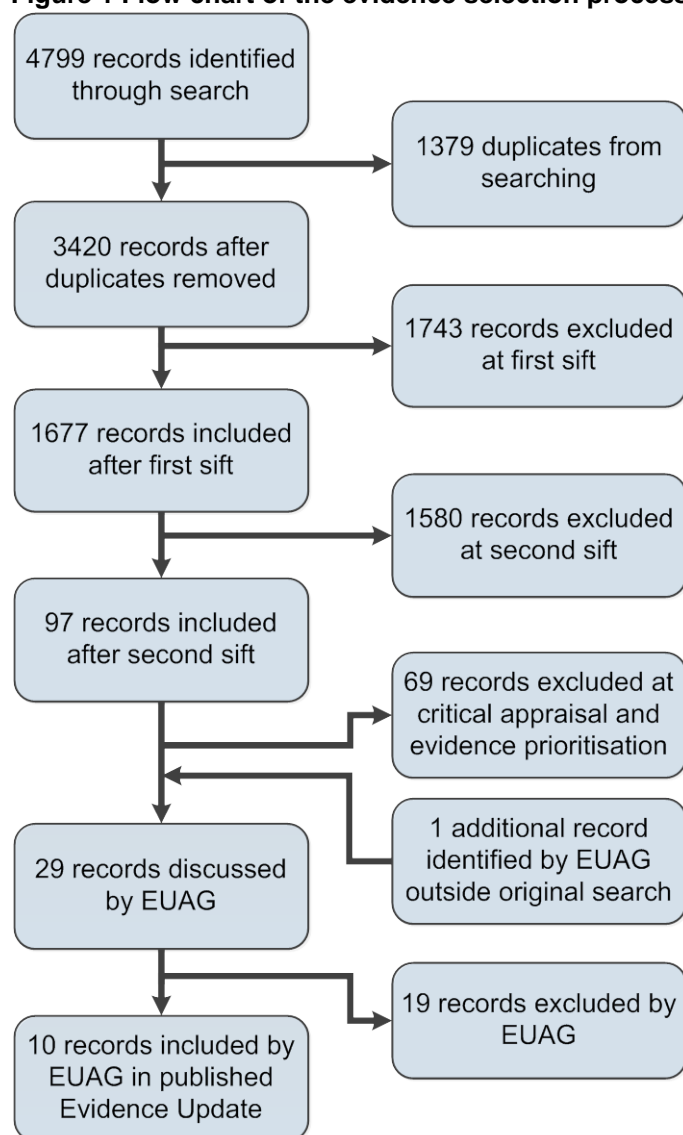 Figure 1 Flow chart of the evidence selection process
4799 records identified
through search
1379 duplicates from
searching
3420 records after
duplicates removed
1743 records excluded
at first sift
1677 records included
after first sift
1580 records excluded
at second sift
97 records included
after second sift
69 records excluded at
critical appraisal and
evidence prioritisation
1 additional record
identified by EUAG
outside original search
29 records discussed
by EUAG
19 records excluded by
EUAG
10 records included by
EUAG in published
Evidence Update